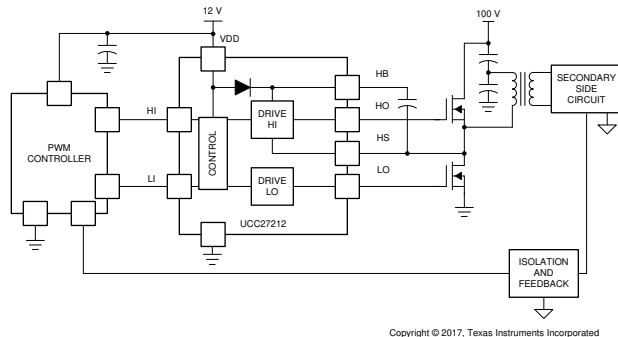 12 V
100 V
VDD
HB
SECONDARY
SIDE
CIRCUIT
HI
DRIVE
HI
HO
PWM
CONTROLLER
CONTROL
HS
LI
DRIVE
LO
LO
UCC27212
ISOLATION
AND
FEEDBACK
Copyright © 2017, Texas Instruments Incorporated